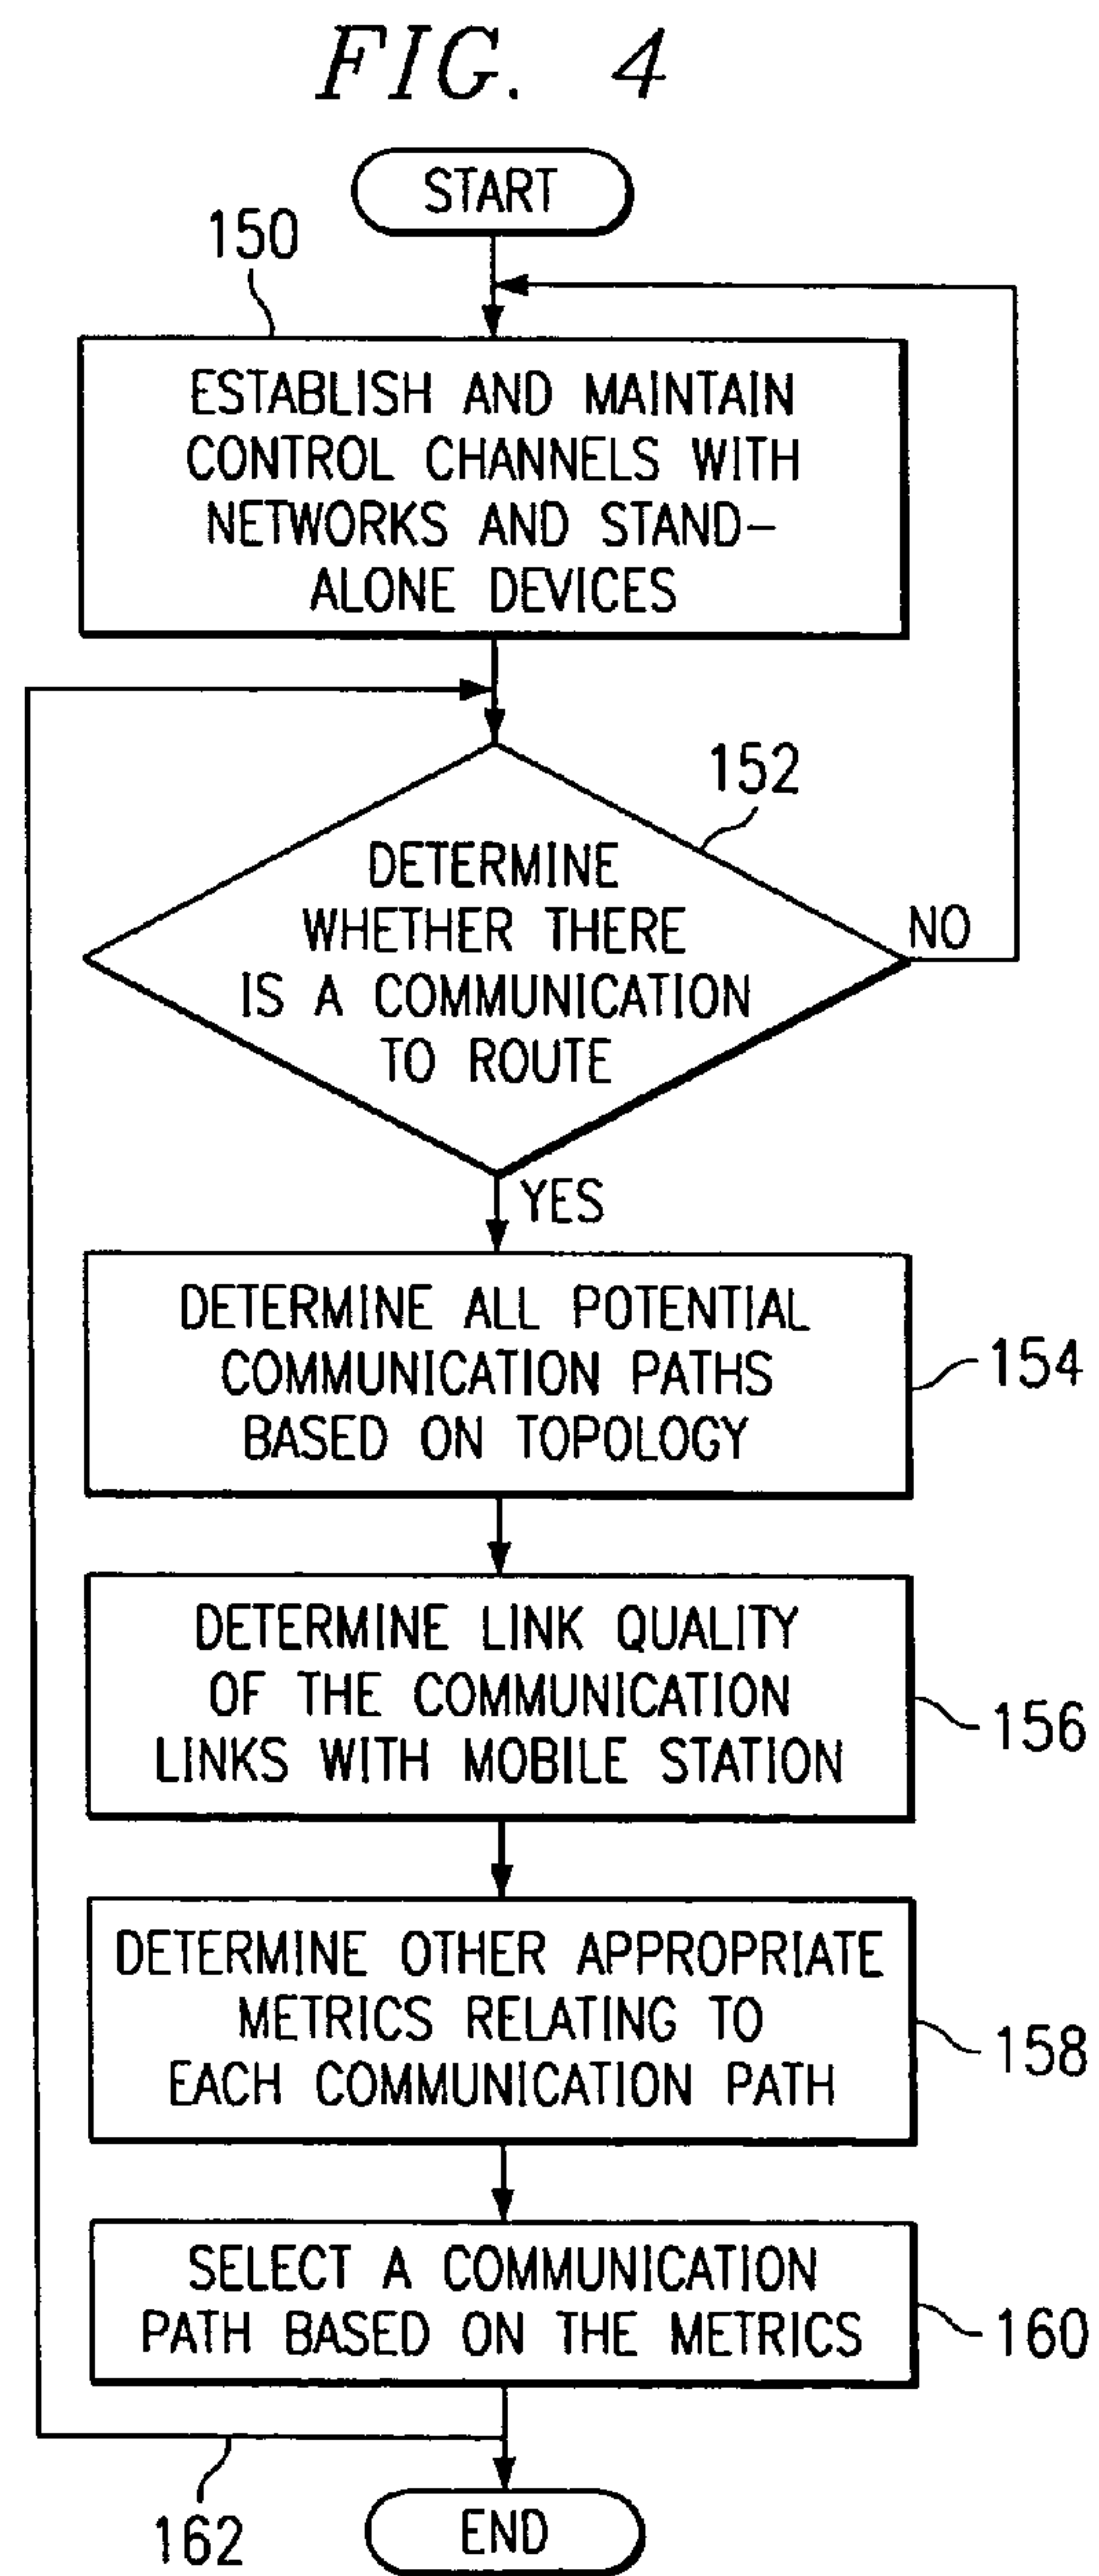 FIG. 4
START
150
ESTABLISH AND MAINTAIN
CONTROL CHANNELS WITH
NETWORKS AND STAND-
ALONE DEVICES
152
DETERMINE
WHETHER THERE
IS A COMMUNICATION
TO ROUTE
NO
YES
DETERMINE ALL POTENTIAL
COMMUNICATION PATHS
BASED ON TOPOLOGY
154
DETERMINE LINK QUALITY
OF THE COMMUNICATION
LINKS WITH MOBILE STATION
156
DETERMINE OTHER APPROPRIATE
METRICS RELATING TO
EACH COMMUNICATION PATH
158
SELECT A COMMUNICATION
PATH BASED ON THE METRICS
160
162
END